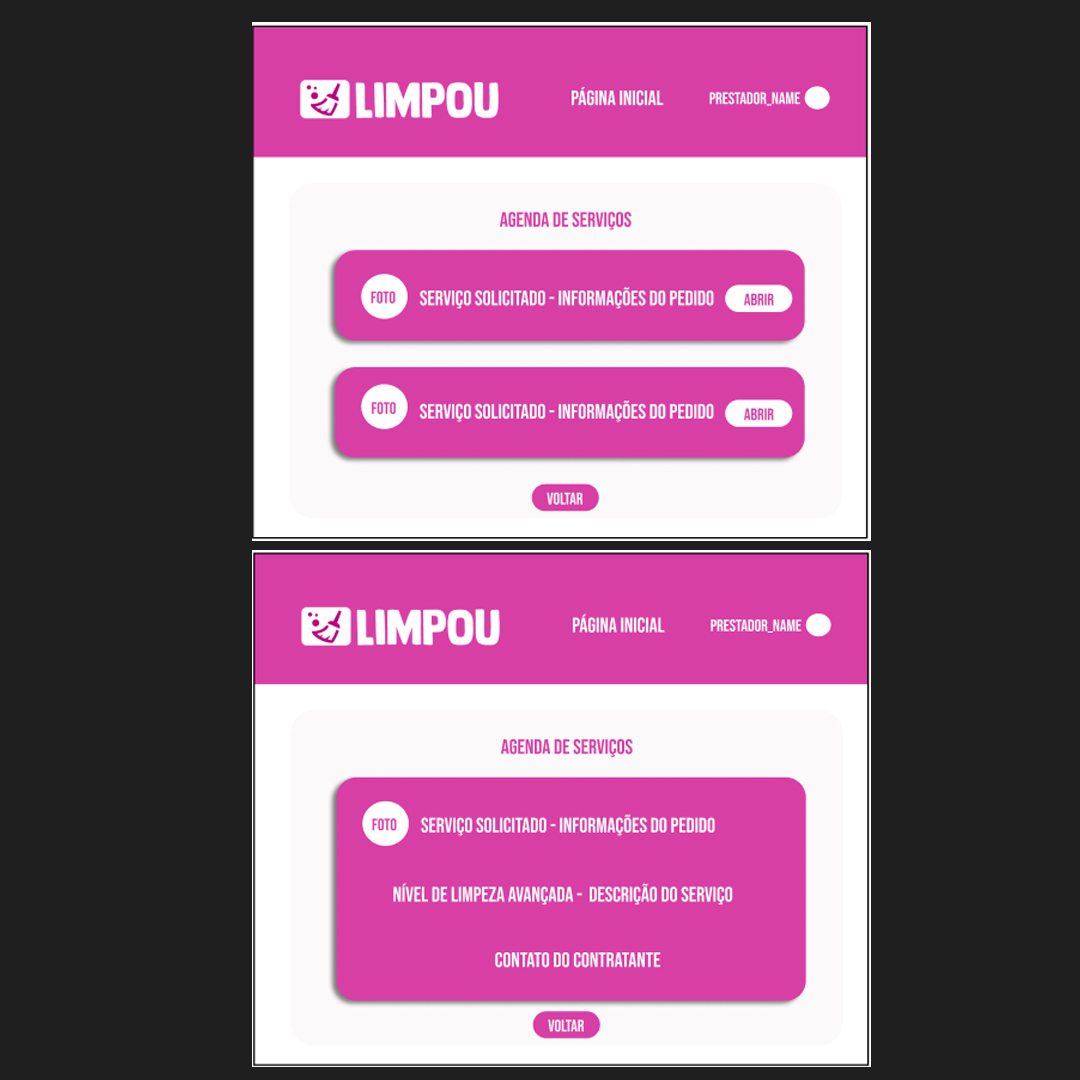 LIMPOU
PÁGINA INICIAL
PRESTADOR_NAME
AGENDA DE SERVIÇOS
FOTO
SERVIÇO SOLICITADO - INFORMAÇÕES DO PEDIDO
ABRIR
FOTO
SERVIÇO SOLICITADO - INFORMAÇÕES DO PEDIDO
ABRIR
VOLTAR
LIMPOU
PÁGINA INICIAL
PRESTADOR_NAME
AGENDA DE SERVIÇOS
FOTO
SERVIÇO SOLICITADO - INFORMAÇÕES DO PEDIDO
NÍVEL DE LIMPEZA AVANÇADA - DESCRIÇÃO DO SERVIÇO
CONTATO DO CONTRATANTE
VOLTAR